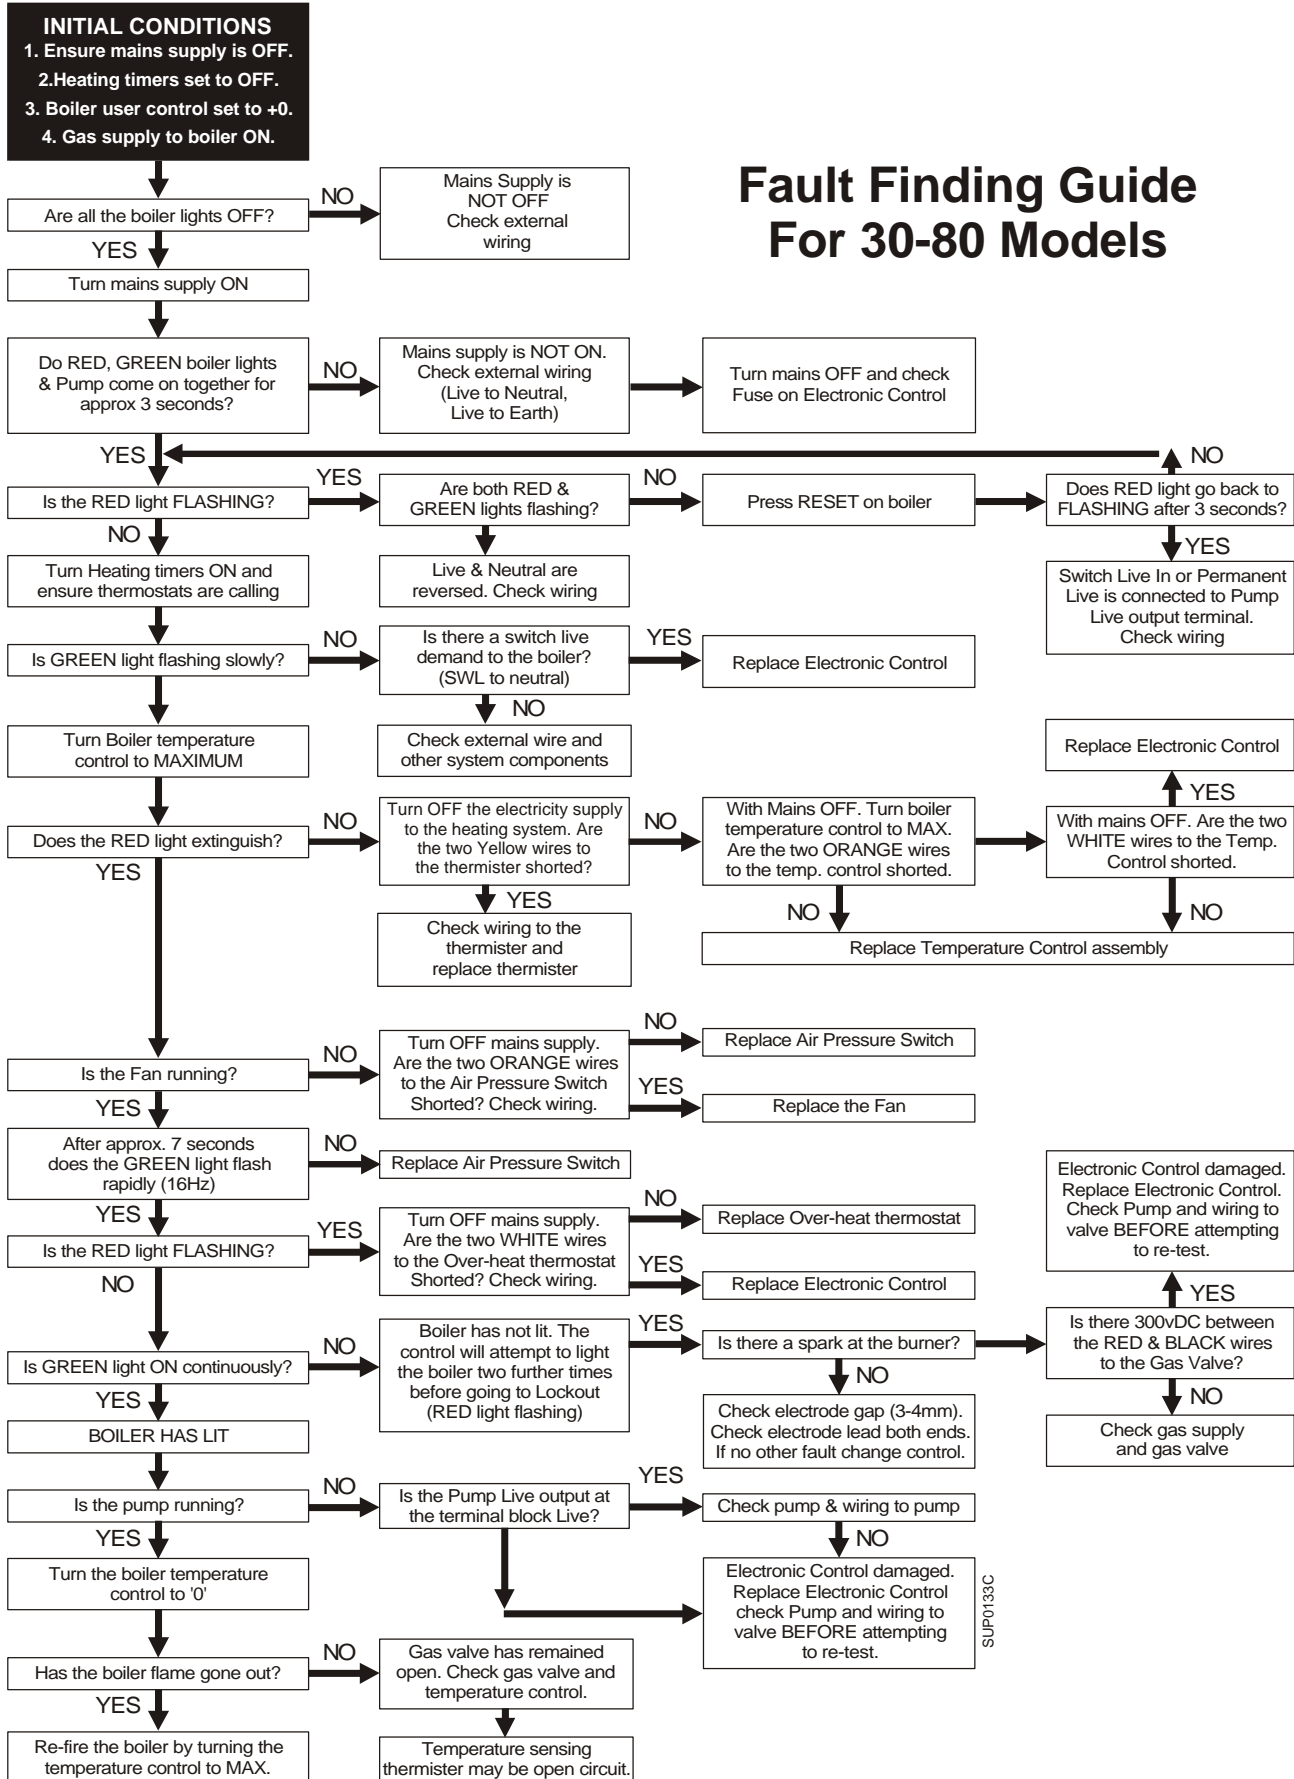 INITIAL CONDITIONS
1. Ensure mains supply is OFF.
2.Heating timers set to OFF.
3. Boiler user control set to +0.
4. Gas supply to boiler ON.
Fault Finding Guide
For 30-80 Models
Are all the boiler lights OFF?
NO
Mains Supply is
NOT OFF
Check external
wiring
YES
Turn mains supply ON
Do RED, GREEN boiler lights
& Pump come on together for
approx 3 seconds?
NO
Mains supply is NOT ON.
Check external wiring
(Live to Neutral,
Live to Earth)
Turn mains OFF and check
Fuse on Electronic Control
YES
NO
Is the RED light FLASHING?
YES
Are both RED &
GREEN lights flashing?
NO
Press RESET on boiler
Does RED light go back to
FLASHING after 3 seconds?
NO
YES
Turn Heating timers ON and
ensure thermostats are calling
Live & Neutral are
reversed. Check wiring
Switch Live In or Permanent
Live is connected to Pump
Live output terminal.
Check wiring
Is GREEN light flashing slowly?
NO
Is there a switch live
demand to the boiler?
(SWL to neutral)
YES
Replace Electronic Control
NO
Turn Boiler temperature
control to MAXIMUM
Check external wire and
other system components
Replace Electronic Control
YES
Does the RED light extinguish?
NO
Turn OFF the electricity supply
to the heating system. Are
the two Yellow wires to
the thermister shorted?
NO
With Mains OFF. Turn boiler
temperature control to MAX.
Are the two ORANGE wires
to the temp. control shorted.
With mains OFF. Are the two
WHITE wires to the Temp.
Control shorted.
YES
YES
NO
NO
Check wiring to the
thermister and
replace thermister
Replace Temperature Control assembly
Is the Fan running?
NO
Turn OFF mains supply.
Are the two ORANGE wires
to the Air Pressure Switch
Shorted? Check wiring.
NO
Replace Air Pressure Switch
YES
Replace the Fan
YES
After approx. 7 seconds
does the GREEN light flash
rapidly (16Hz)
NO
Replace Air Pressure Switch
YES
Is the RED light FLASHING?
YES
Turn OFF mains supply.
Are the two WHITE wires
to the Over-heat thermostat
Shorted? Check wiring.
NO
Replace Over-heat thermostat
YES
Replace Electronic Control
Electronic Control damaged.
Replace Electronic Control.
Check Pump and wiring to
valve BEFORE attempting
to re-test.
YES
NO
Is GREEN light ON continuously?
NO
Boiler has not lit. The
control will attempt to light
the boiler two further times
before going to Lockout
(RED light flashing)
YES
Is there a spark at the burner?
Is there 300vDC between
the RED & BLACK wires
to the Gas Valve?
NO
NO
Check electrode gap (3-4mm).
Check electrode lead both ends.
If no other fault change control.
Check gas supply
and gas valve
YES
BOILER HAS LIT
Is the pump running?
NO
Is the Pump Live output at
the terminal block Live?
YES
Check pump & wiring to pump
NO
YES
Turn the boiler temperature
control to '0'
Electronic Control damaged.
Replace Electronic Control
check Pump and wiring to
valve BEFORE attempting
to re-test.
SUP0133C
Has the boiler flame gone out?
NO
Gas valve has remained
open. Check gas valve and
temperature control.
YES
Re-fire the boiler by turning the
temperature control to MAX.
Temperature sensing
thermister may be open circuit.